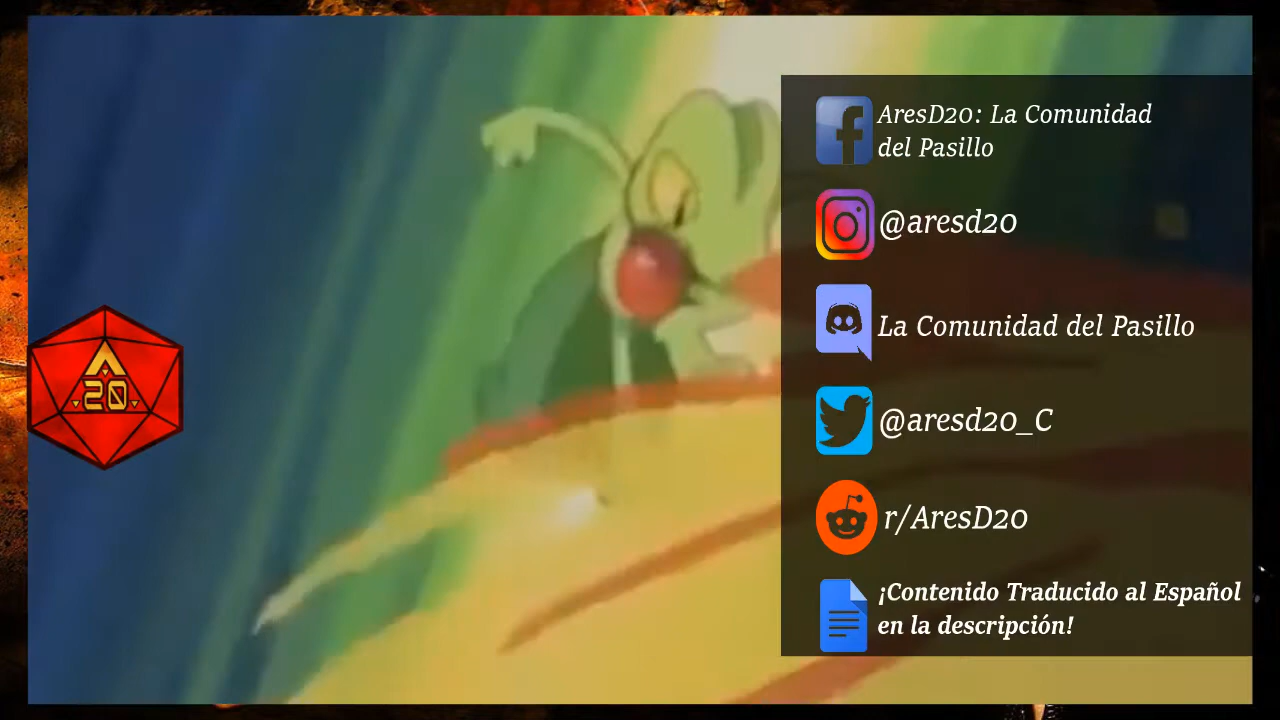 AresD20: La Comunidad
del Pasillo
@aresd20
La Comunidad del Pasillo
@aresd20_C
r/AresD20
¡Contenido Traducido al Español
en la descripción!
20